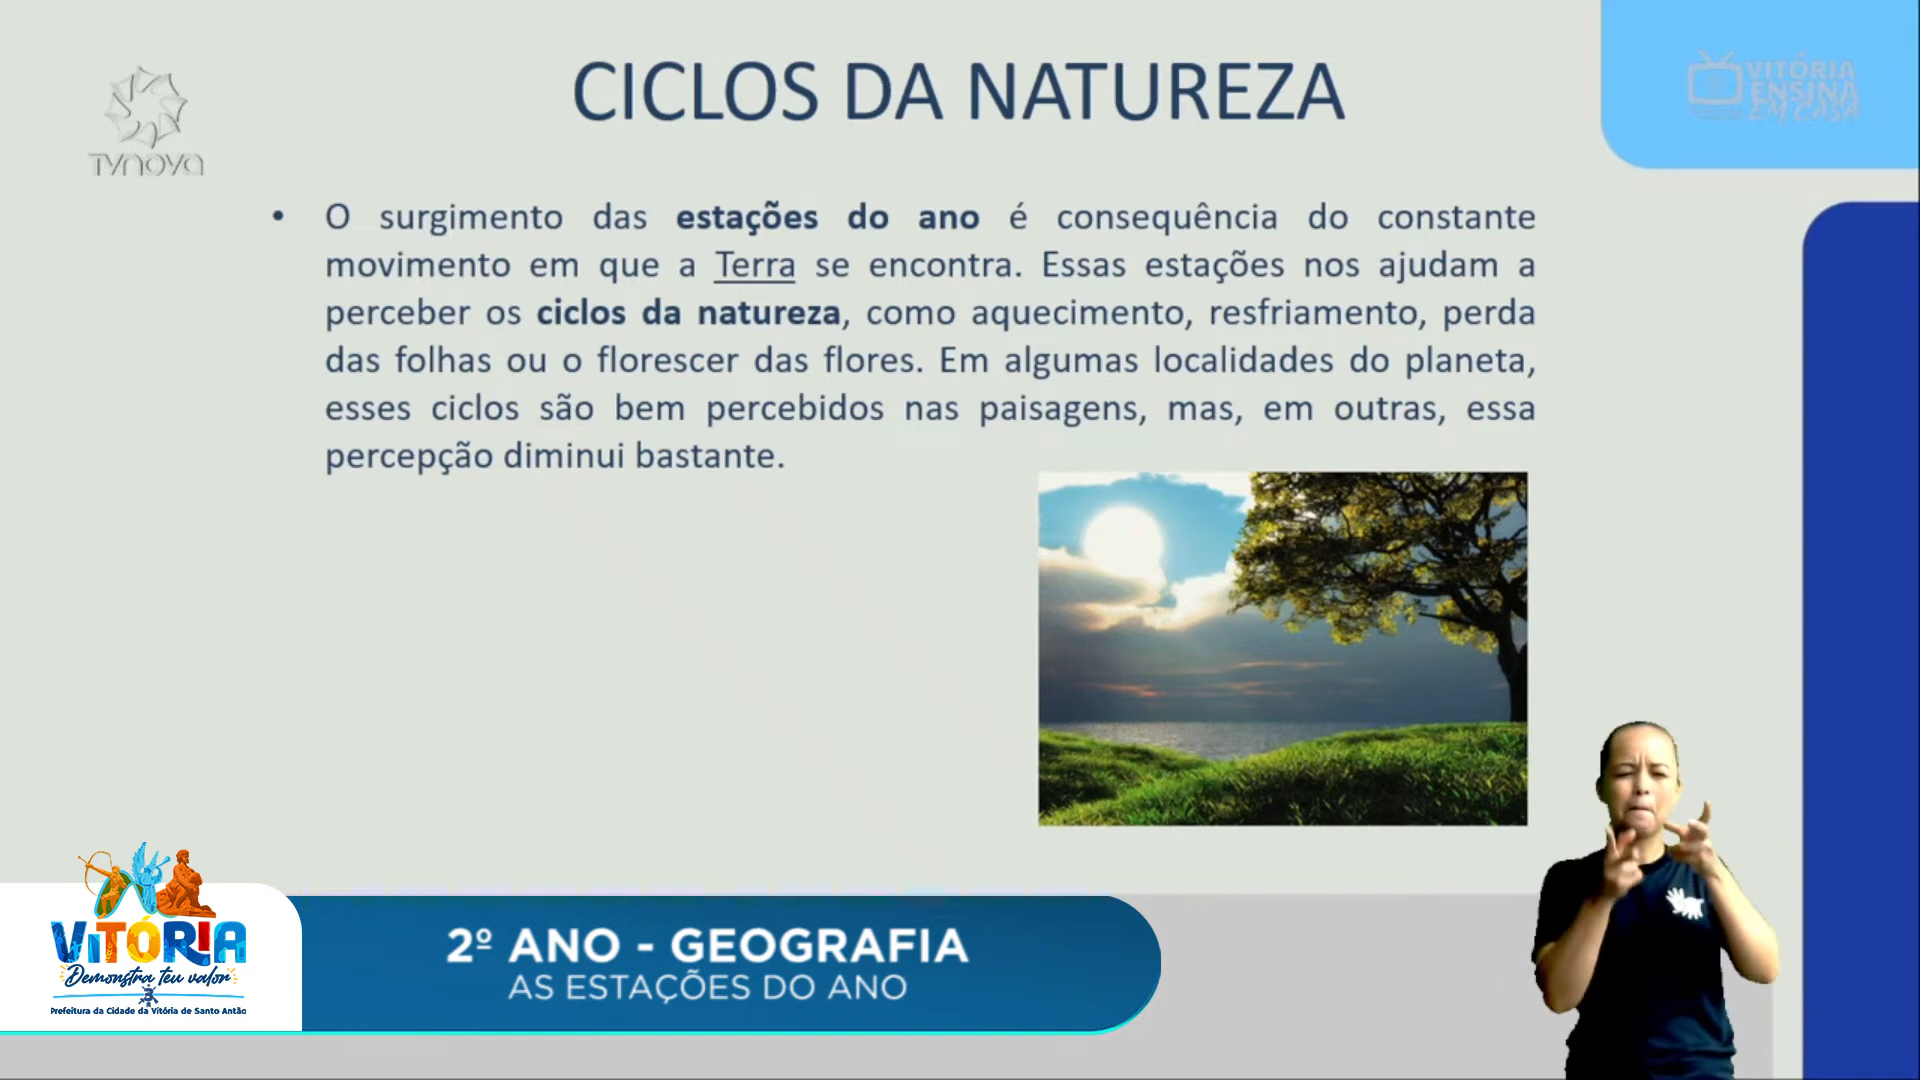 CICLOS DA NATUREZA
TVNOVA
VITÓRIA
ENSINA
EM CASA
• O surgimento das estações do ano é consequência do constante
movimento em que a Terra se encontra. Essas estações nos ajudam a
perceber os ciclos da natureza, como aquecimento, resfriamento, perda
das folhas ou o florescer das flores. Em algumas localidades do planeta,
esses ciclos são bem percebidos nas paisagens, mas, em outras, essa
percepção diminui bastante.
VITÓRIA
Demonstra teu valor
Prefeitura da Cidade da Vitória de Santo Antão
2º ANO - GEOGRAFIA
AS ESTAÇÕES DO ANO